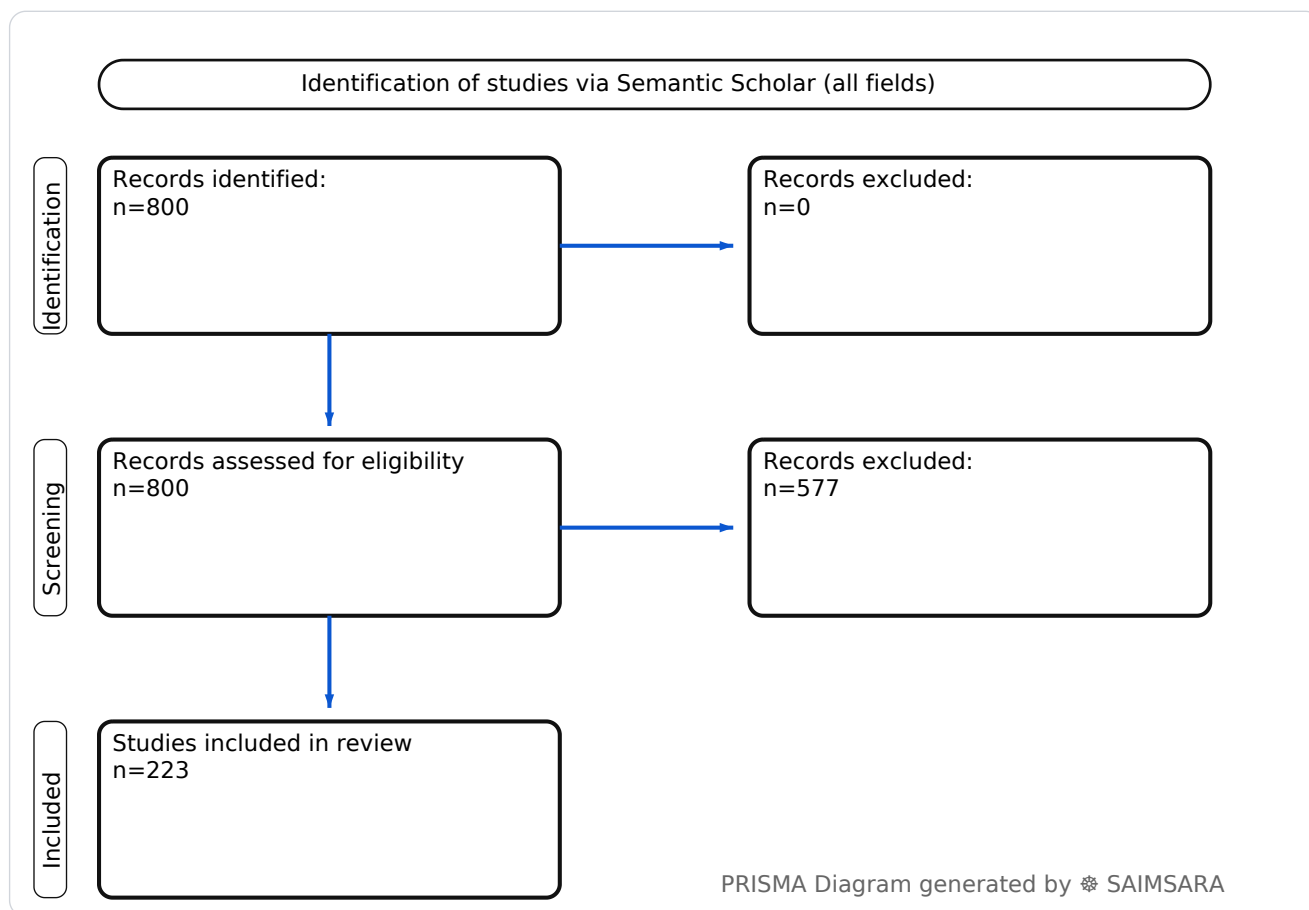 Identification of studies via Semantic Scholar (all fields)
Identification
Records identified:
n=800
Records excluded:
n=0
Screening
Records assessed for eligibility
n=800
Records excluded:
n=577
Included
Studies included in review
n=223
PRISMA Diagram generated by ☸ SAIMSARA